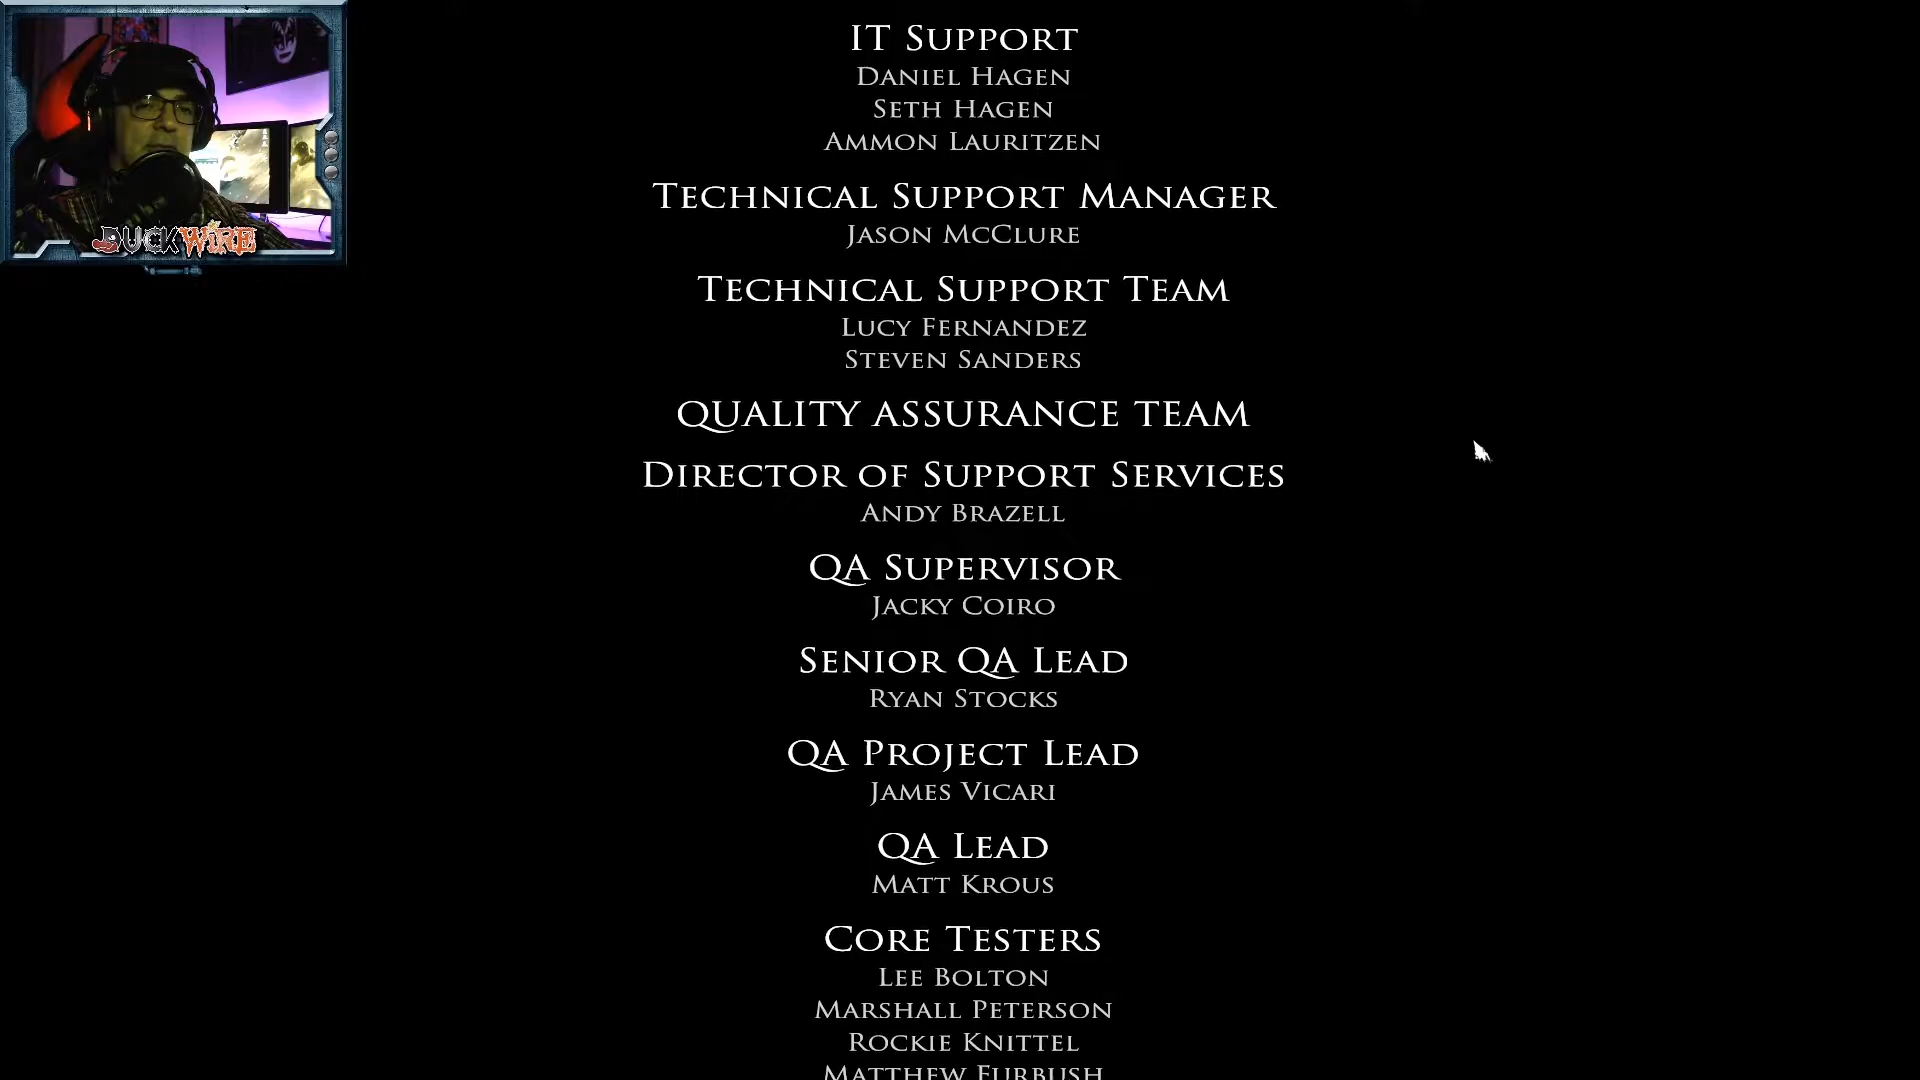 IT Support
Daniel Hagen
Seth Hagen
Ammon Lauritzen
Technical Support Manager
Jason McClure
Technical Support Team
Lucy Fernandez
Steven Sanders
QUALITY ASSURANCE TEAM
Director of Support Services
Andy Brazell
QA Supervisor
Jacky Coiro
Senior QA Lead
Ryan Stocks
QA Project Lead
James Vicari
QA Lead
Matt Krous
Core Testers
Lee Bolton
Marshall Peterson
Rockie Knittel
Matthew Furbush
DUCKWIRE